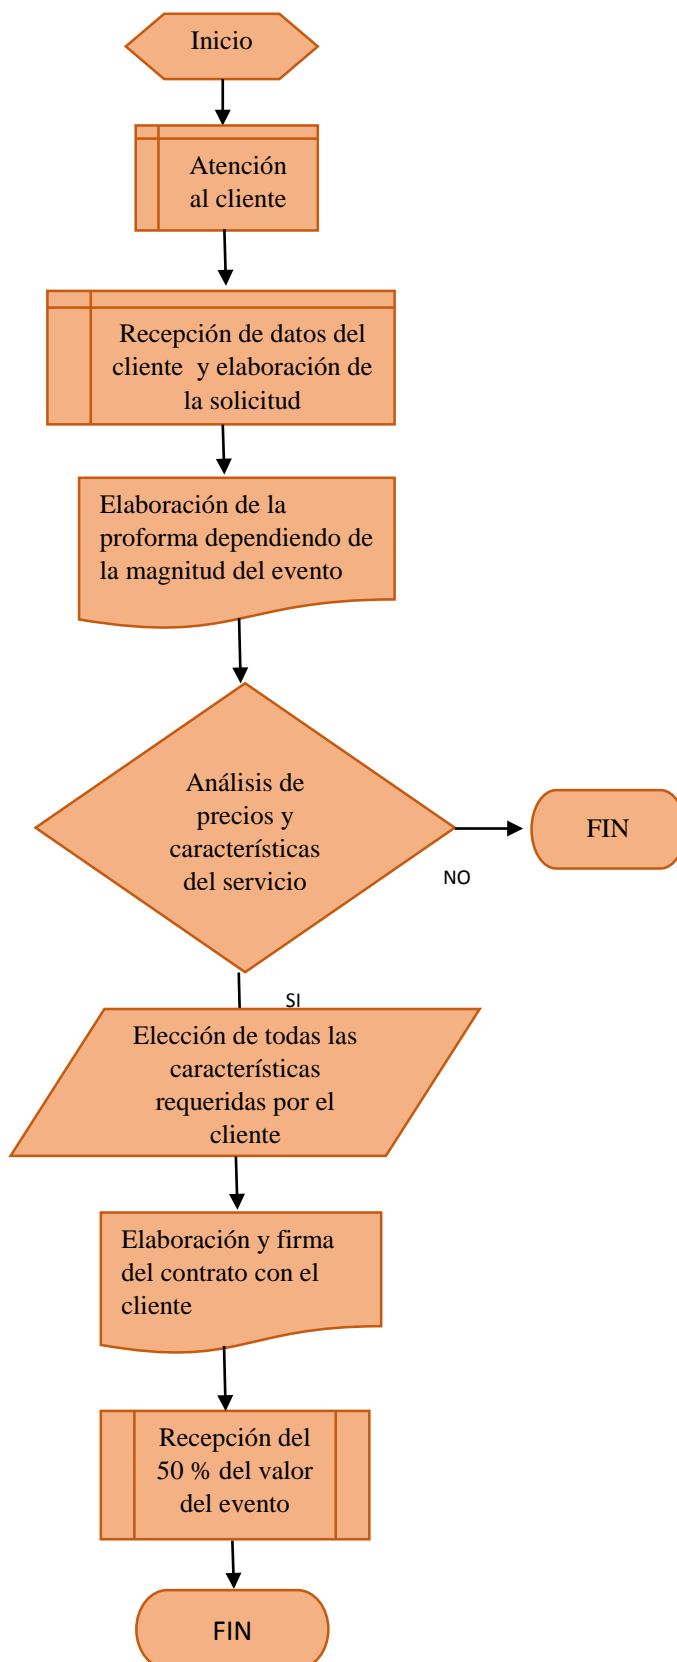 Inicio
Atención
al cliente
Recepción de datos del
cliente  y elaboración de
la solicitud
Elaboración de la
proforma dependiendo de
la magnitud del evento
Análisis de
precios y
características
del servicio
FIN
NO
SI
Elección de todas las
características
requeridas por el
cliente
Elaboración y firma
del contrato con el
cliente
Recepción del
50 % del valor
del evento
FIN